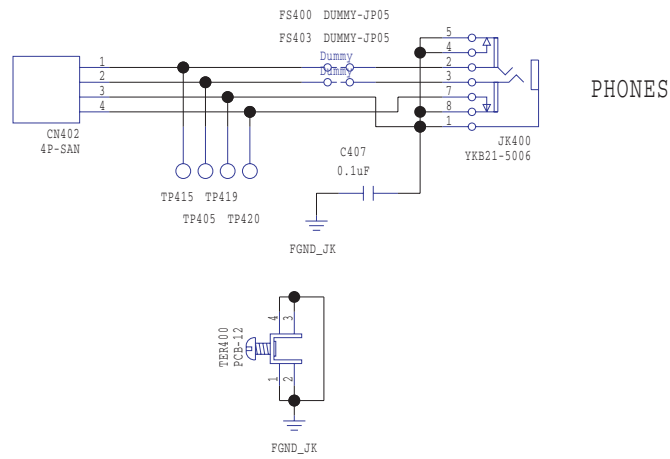 FS400 DUMMY-JP05
FS403 DUMMY-JP05
Dummy
Dummy
1
2
3
4
CN402
4P-SAN
TP415 TP419
TP405 TP420
C407
0.1uF
FGND_JK
5
4
2
3
7
8
1
JK400
YKB21-5006
PHONES
TER400
PCB-12
4
3
1
2
FGND_JK